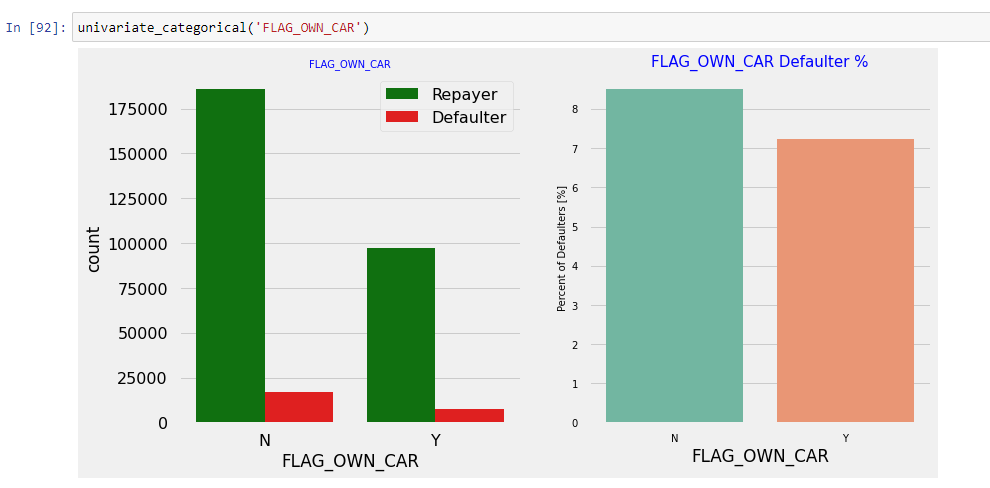 In [92]: univariate_categorical('FLAG_OWN_CAR')
FLAG_OWN_CAR
Repayer
Defaulter
175000
150000
125000
100000
75000
50000
25000
0
count
N Y
FLAG_OWN_CAR
FLAG_OWN_CAR Defaulter %
8
7
6
5
4
3
2
1
0
Percent of Defaulters [%]
N Y
FLAG_OWN_CAR